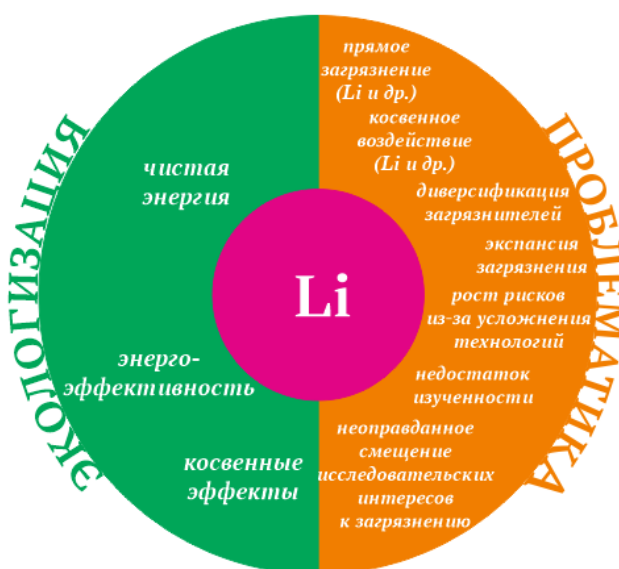 ЭКОЛОГИЗАЦИЯ
чистая
энергия
энерго-
эффективность
косвенные
эффекты
Li
прямое
загрязнение
(Li и др.)
косвенное
воздействие
(Li и др.)
диверсификация
загрязнителей
экспансия
загрязнения
рост рисков
из-за усложнения
технологий
недостаток
изученности
неоправданное
смещение
исследовательских
интересов
к загрязнению
ПРОБЛЕМАТИКА